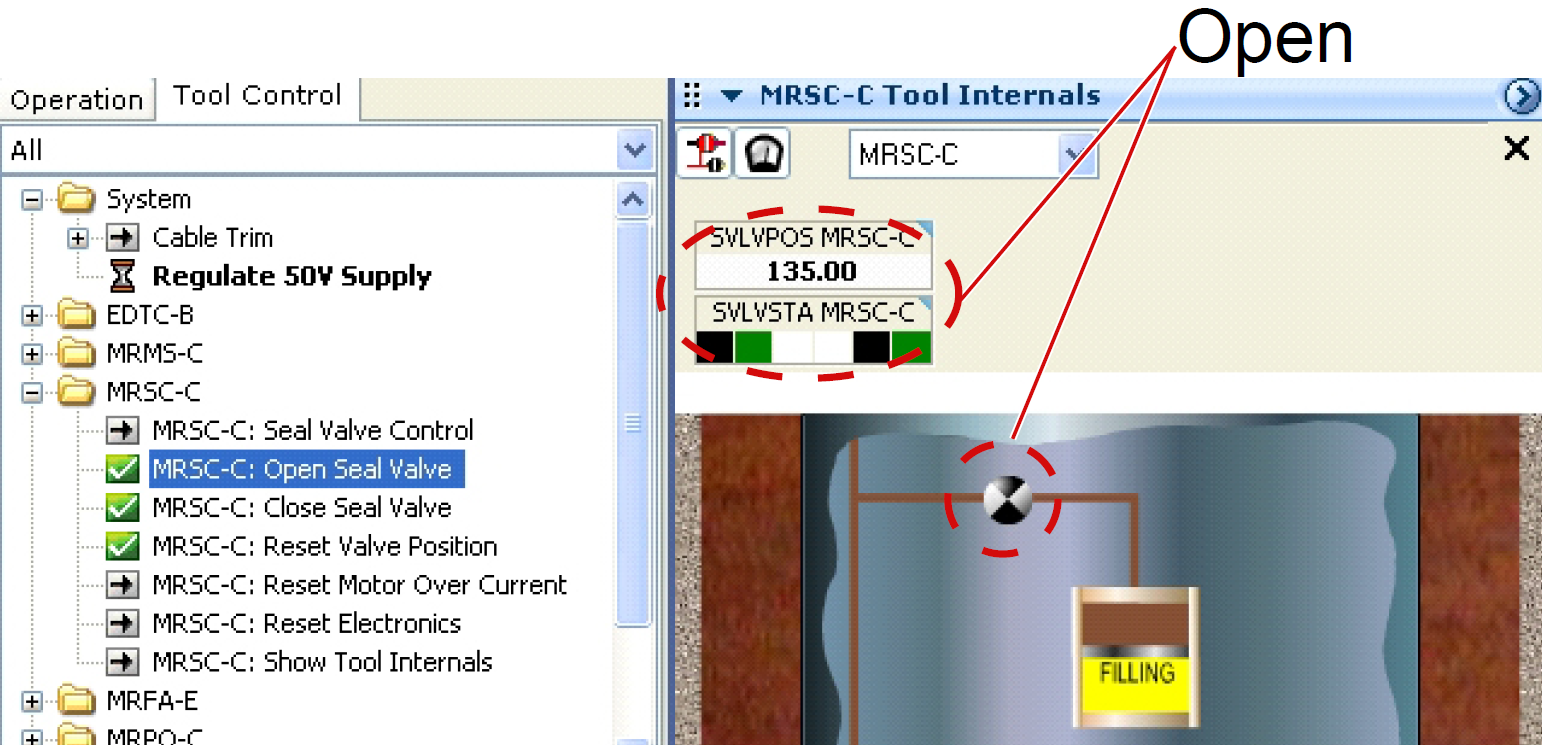 Open
Operation
Tool Control
All
System
Cable Trim
Regulate 50V Supply
EDTC-B
MRMS-C
MRSC-C
MRSC-C: Seal Valve Control
MRSC-C: Open Seal Valve
MRSC-C: Close Seal Valve
MRSC-C: Reset Valve Position
MRSC-C: Reset Motor Over Current
MRSC-C: Reset Electronics
MRSC-C: Show Tool Internals
MRFA-E
MRPO-C
MRSC-C Tool Internals
MRSC-C
SVLVPOS MRSC-C
135.00
SVLVSTA MRSC-C
FILLING